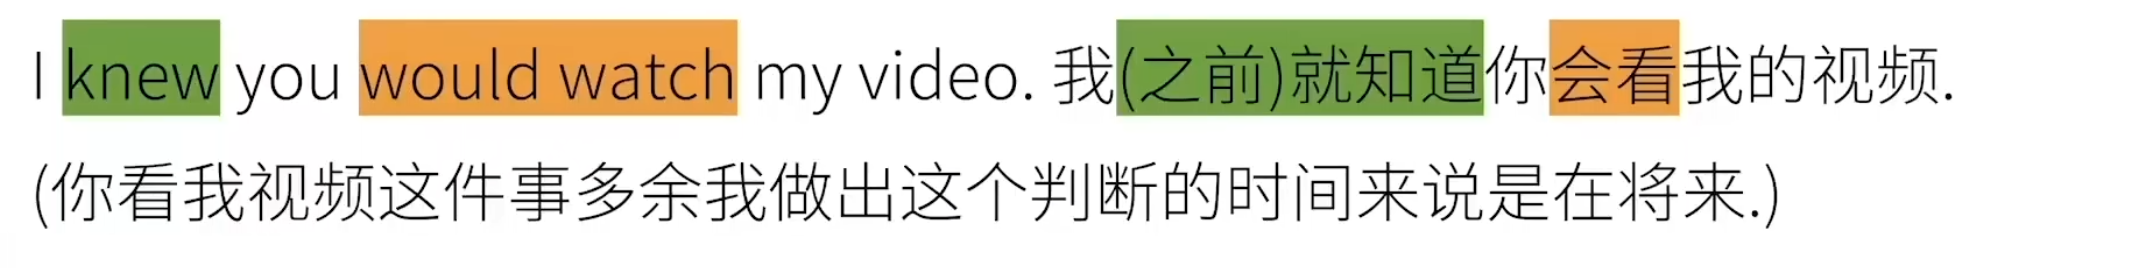 I knew you would watch my video. 我(之前)就知道你会看我的视频.
(你看我视频这件事多余我做出这个判断的时间来说是在将来.)